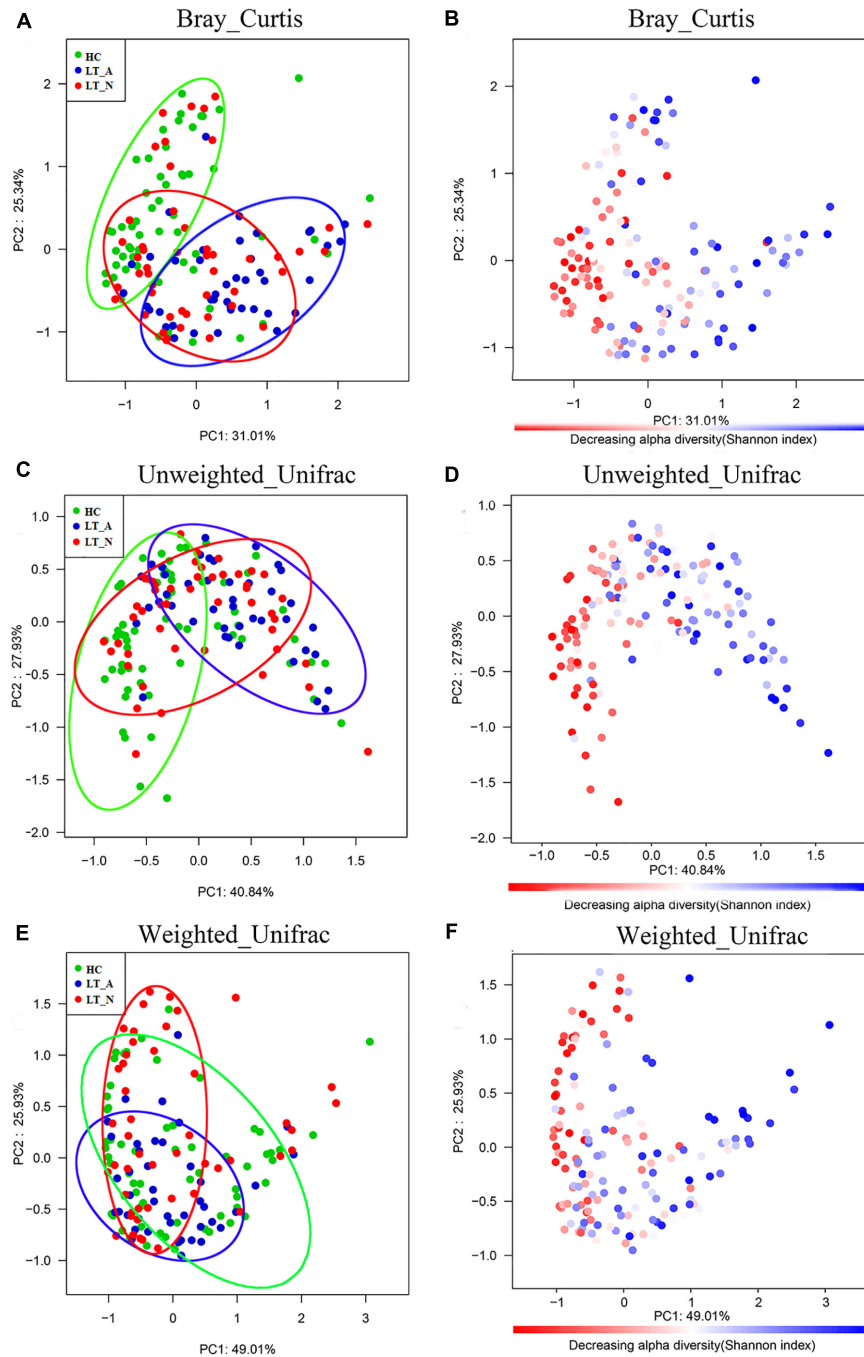 A
Bray_Curtis
HC
LT_A
LT_N
2
1
0
−1
PC2 : 25.34%
−1 0 1 2
PC1: 31.01%
B
Bray_Curtis
2
1
0
−1
PC2 : 25.34%
−1 0 1 2
PC1: 31.01%
Decreasing alpha diversity(Shannon index)
C
Unweighted_Unifrac
HC
LT_A
LT_N
1.0
0.5
0.0
−0.5
−1.0
−1.5
−2.0
PC2 : 27.93%
−1.0 −0.5 0.0 0.5 1.0 1.5
PC1: 40.84%
D
Unweighted_Unifrac
1.0
0.5
0.0
−0.5
−1.0
−1.5
−2.0
PC2 : 27.93%
−1.0 −0.5 0.0 0.5 1.0 1.5
PC1: 40.84%
Decreasing alpha diversity(Shannon index)
E
Weighted_Unifrac
HC
LT_A
LT_N
1.5
1.0
0.5
0.0
−0.5
−1.0
PC2 : 25.93%
−1 0 1 2 3
PC1: 49.01%
F
Weighted_Unifrac
1.5
1.0
0.5
0.0
−0.5
−1.0
PC2 : 25.93%
−1 0 1 2 3
PC1: 49.01%
Decreasing alpha diversity(Shannon index)